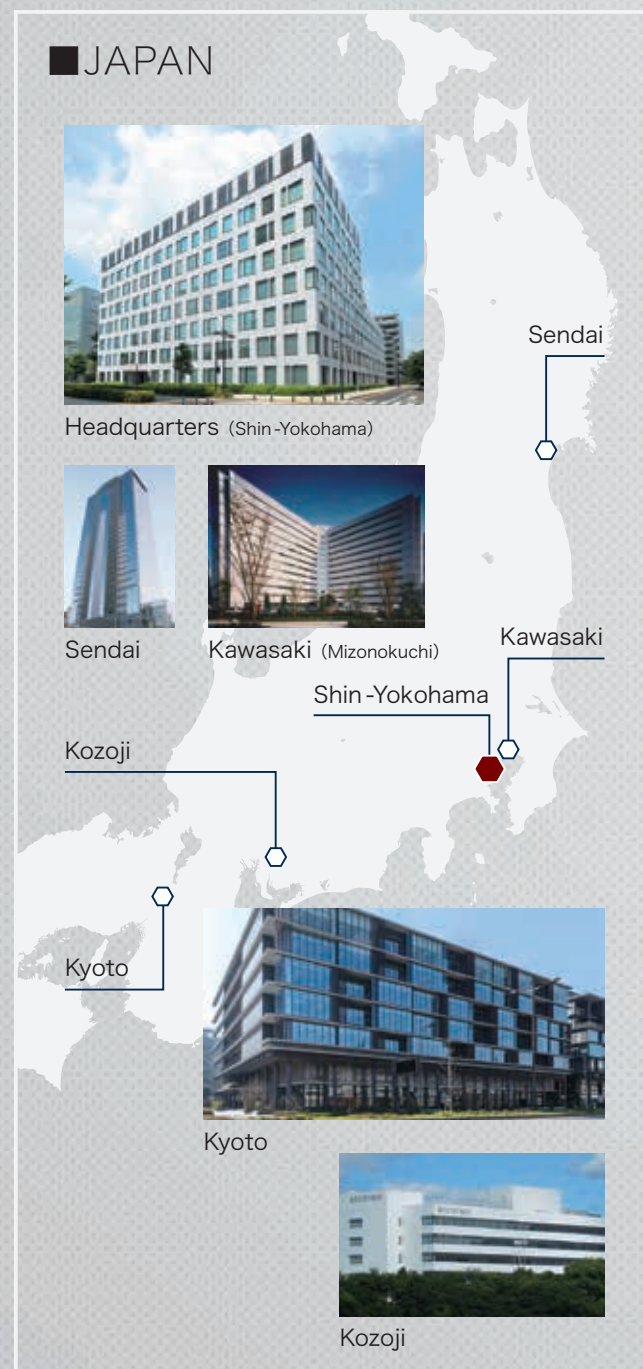 ■JAPAN
Headquarters (Shin-Yokohama)
Sendai
Sendai
Kawasaki (Mizonokuchi)
Kawasaki
Shin-Yokohama
Kozoji
Kyoto
Kyoto
Kozoji